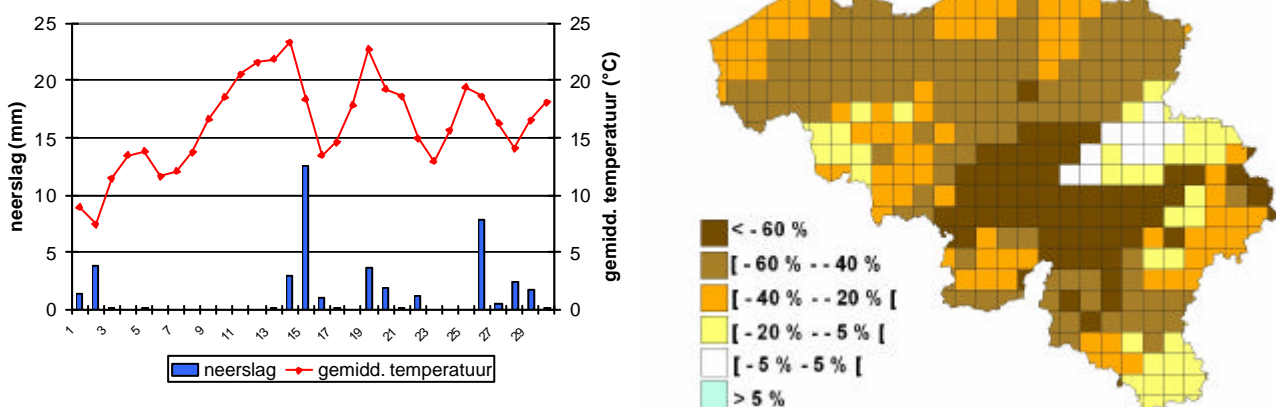 25
20
15
10
5
0
neerslag (mm)
25
20
15
10
5
0
gemidd. temperatuur (°C)
1 3 5 7 9 11 13 15 17 19 21 23 25 27 29
neerslag gemidd. temperatuur
< - 60 %
[ - 60 % - - 40 %
[ - 40 % - - 20 % [
[ - 20 % - - 5 % [
[ - 5 % - 5 % [
> 5 %